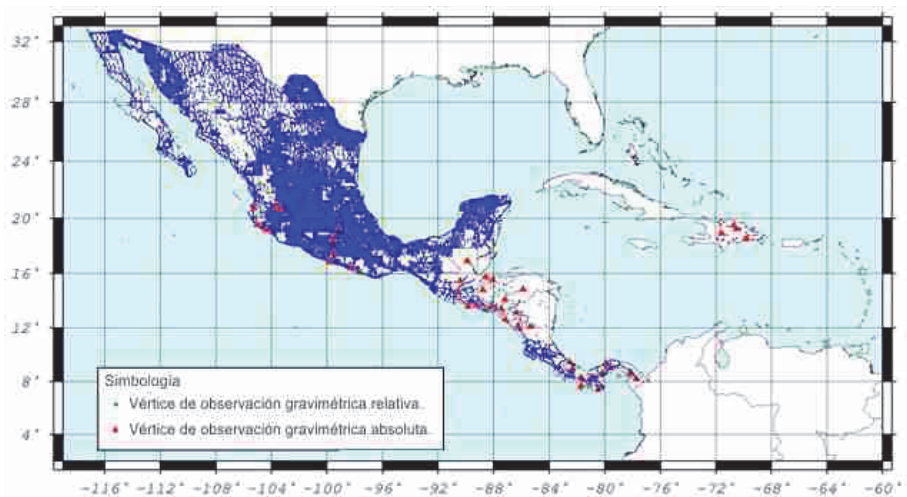 32°
28°
24°
20°
16°
12°
8°
4°
Simbología
Vértice de observación gravimétrica relativa.
Vértice de observación gravimétrica absoluta.
-116° -112° -108° -104° -100° -96° -92° -88° -84° -80° -76° -72° -68° -64° -60